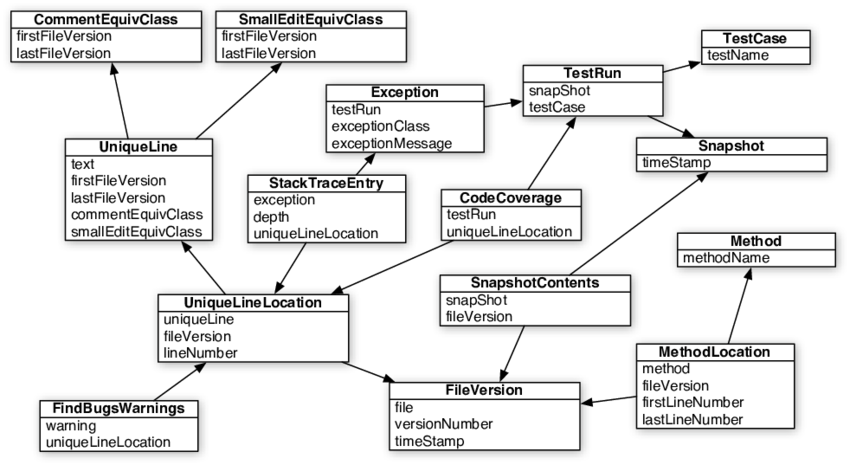 CommentEquivClass
firstFileVersion
lastFileVersion
SmallEditEquivClass
firstFileVersion
lastFileVersion
TestCase
testName
TestRun
snapShot
testCase
Exception
testRun
exceptionClass
exceptionMessage
UniqueLine
text
firstFileVersion
lastFileVersion
commentEquivClass
smallEditEquivClass
Snapshot
timeStamp
StackTraceEntry
exception
depth
uniqueLineLocation
CodeCoverage
testRun
uniqueLineLocation
Method
methodName
SnapshotContents
snapShot
fileVersion
UniqueLineLocation
uniqueLine
fileVersion
lineNumber
MethodLocation
method
fileVersion
firstLineNumber
lastLineNumber
FileVersion
file
versionNumber
timeStamp
FindBugsWarnings
warning
uniqueLineLocation